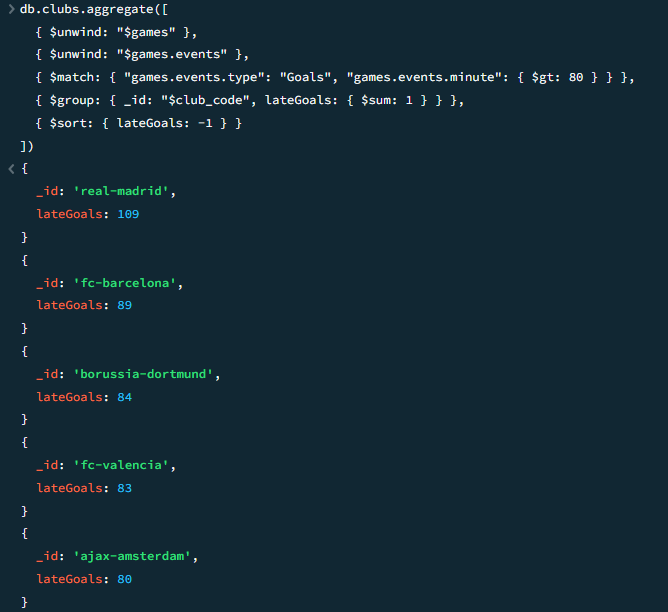 > db.clubs.aggregate([
{ $unwind: "$games" },
{ $unwind: "$games.events" },
{ $match: { "games.events.type": "Goals", "games.events.minute": { $gt: 80 } } },
{ $group: { _id: "$club_code", lateGoals: { $sum: 1 } } },
{ $sort: { lateGoals: -1 } }
])
< {
_id: 'real-madrid',
lateGoals: 109
}
{
_id: 'fc-barcelona',
lateGoals: 89
}
{
_id: 'borussia-dortmund',
lateGoals: 84
}
{
_id: 'fc-valencia',
lateGoals: 83
}
{
_id: 'ajax-amsterdam',
lateGoals: 80
}